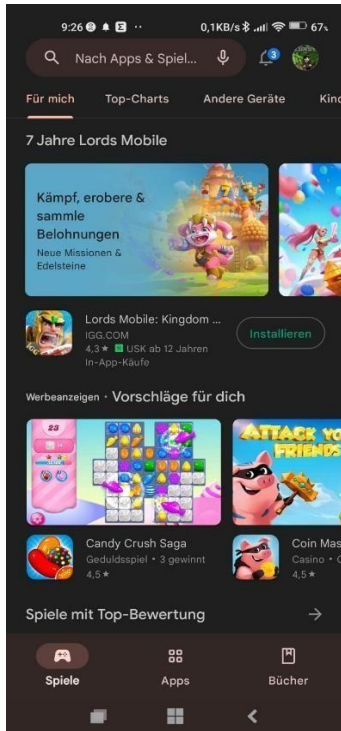 9:26
0,1KB/s
67%
Nach Apps & Spiel...
3
Für mich
Top-Charts
Andere Geräte
Kind
7 Jahre Lords Mobile
Kämpf, erobere &
sammle
Belohnungen
Neue Missionen &
Edelsteine
Lords Mobile: Kingdom ...
IGG.COM
4,3★ USK ab 12 Jahren
In-App-Käufe
Installieren
Werbeanzeigen · Vorschläge für dich
23
ATTACK YO
FRIENDS
Candy Crush Saga
Geduldsspiel • 3 gewinnt
4,5★
Coin Mas
Casino •
4,5★
Spiele mit Top-Bewertung
Spiele
Apps
Bücher